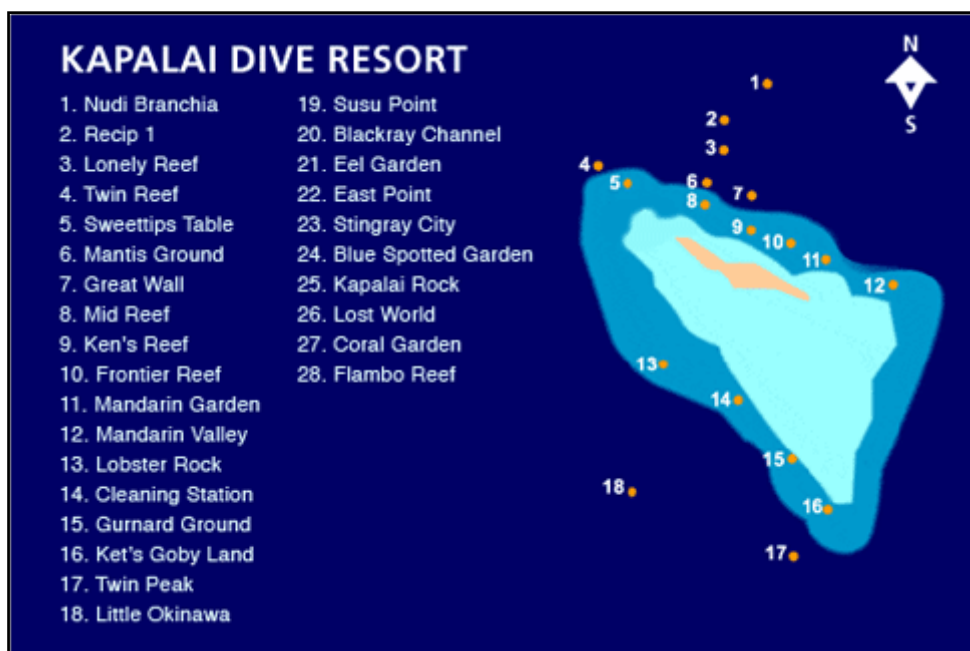 KAPALAI DIVE RESORT
1. Nudi Branchia
2. Recip 1
3. Lonely Reef
4. Twin Reef
5. Sweettips Table
6. Mantis Ground
7. Great Wall
8. Mid Reef
9. Ken's Reef
10. Frontier Reef
11. Mandarin Garden
12. Mandarin Valley
13. Lobster Rock
14. Cleaning Station
15. Gurnard Ground
16. Ket's Goby Land
17. Twin Peak
18. Little Okinawa
19. Susu Point
20. Blackray Channel
21. Eel Garden
22. East Point
23. Stingray City
24. Blue Spotted Garden
25. Kapalai Rock
26. Lost World
27. Coral Garden
28. Flambo Reef
N
S
1
2
3
4
5
6
7
8
9
10
11
12
13
14
15
16
17
18